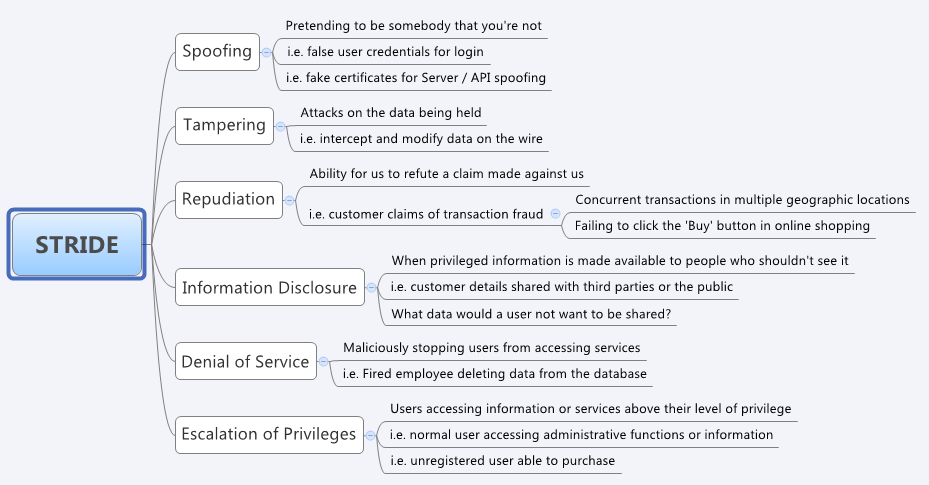 STRIDE
Spoofing
Pretending to be somebody that you're not
i.e. false user credentials for login
i.e. fake certificates for Server / API spoofing
Tampering
Attacks on the data being held
i.e. intercept and modify data on the wire
Repudiation
Ability for us to refute a claim made against us
i.e. customer claims of transaction fraud
Concurrent transactions in multiple geographic locations
Failing to click the 'Buy' button in online shopping
Information Disclosure
When privileged information is made available to people who shouldn't see it
i.e. customer details shared with third parties or the public
What data would a user not want to be shared?
Denial of Service
Maliciously stopping users from accessing services
i.e. Fired employee deleting data from the database
Escalation of Privileges
Users accessing information or services above their level of privilege
i.e. normal user accessing administrative functions or information
i.e. unregistered user able to purchase